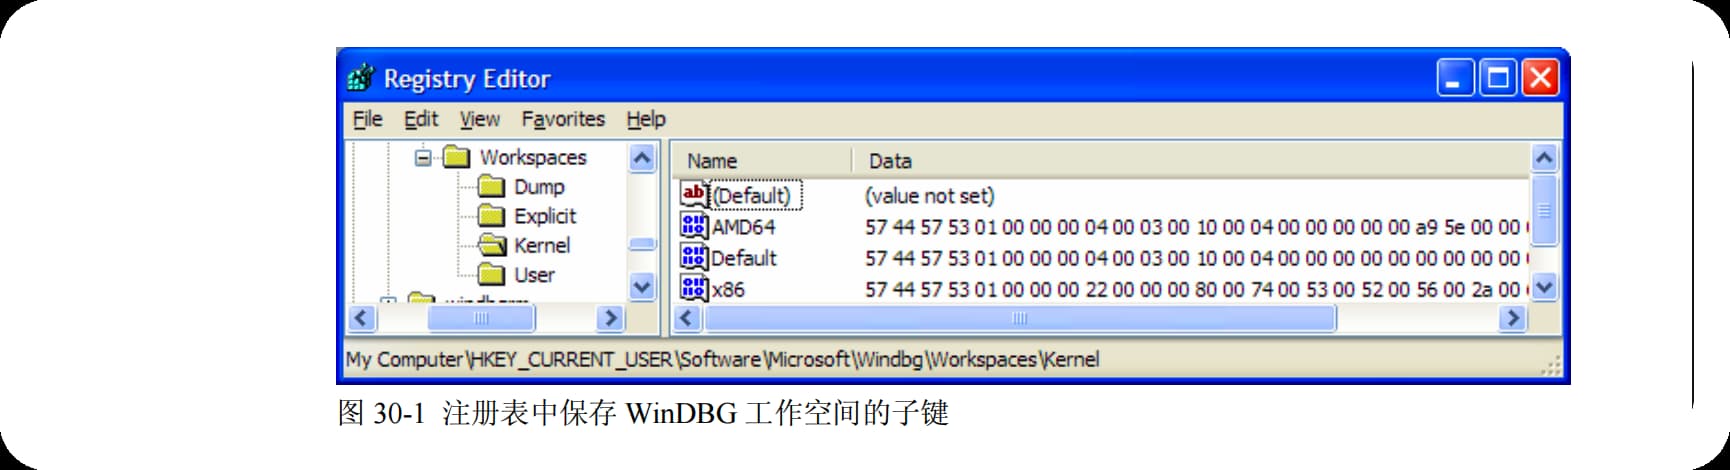 Registry Editor
File Edit View Favorites Help
Workspaces
Dump
Explicit
Kernel
User
Name Data
(Default) (value not set)
AMD64 57 44 57 53 01 00 00 00 04 00 03 00 10 00 04 00 00 00 00 00 a9 5e 00 00
Default 57 44 57 53 01 00 00 00 04 00 03 00 10 00 04 00 00 00 00 00 00 00 00 00
x86 57 44 57 53 01 00 00 00 22 00 00 00 80 00 74 00 53 00 52 00 56 00 2a 00
My Computer\HKEY_CURRENT_USER\Software\Microsoft\Windbg\Workspaces\Kernel
图 30-1 注册表中保存 WinDBG 工作空间的子键